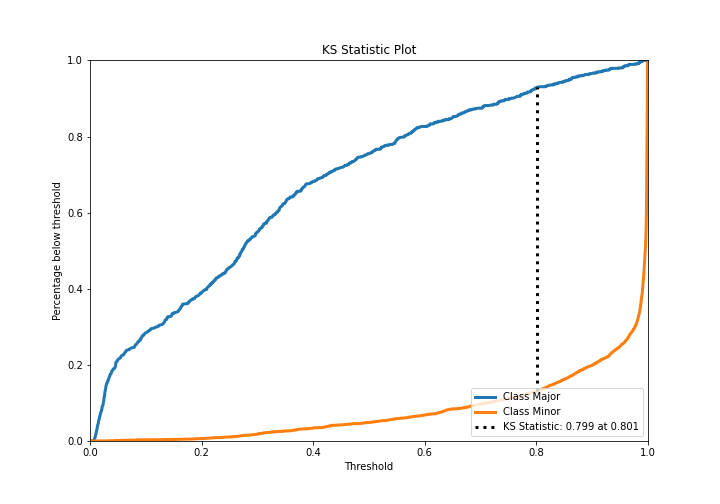 KS Statistic Plot
1.0
0.8
0.6
0.4
0.2
0.0
Percentage below threshold
0.0 0.2 0.4 0.6 0.8 1.0
Threshold
Class Major
Class Minor
KS Statistic: 0.799 at 0.801